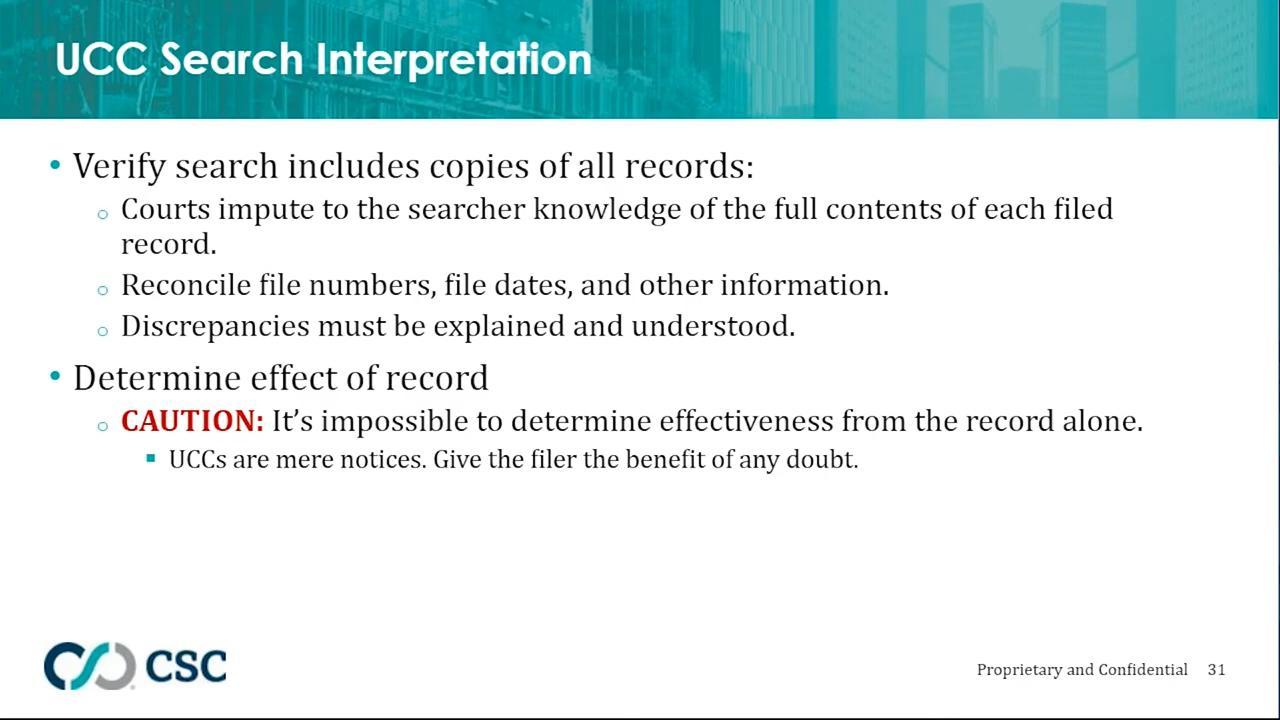 UCC Search Interpretation
• Verify search includes copies of all records:
o Courts impute to the searcher knowledge of the full contents of each filed
record.
o Reconcile file numbers, file dates, and other information.
o Discrepancies must be explained and understood.
• Determine effect of record
o CAUTION: It’s impossible to determine effectiveness from the record alone.
▪ UCCs are mere notices. Give the filer the benefit of any doubt.
CSC
Proprietary and Confidential 31